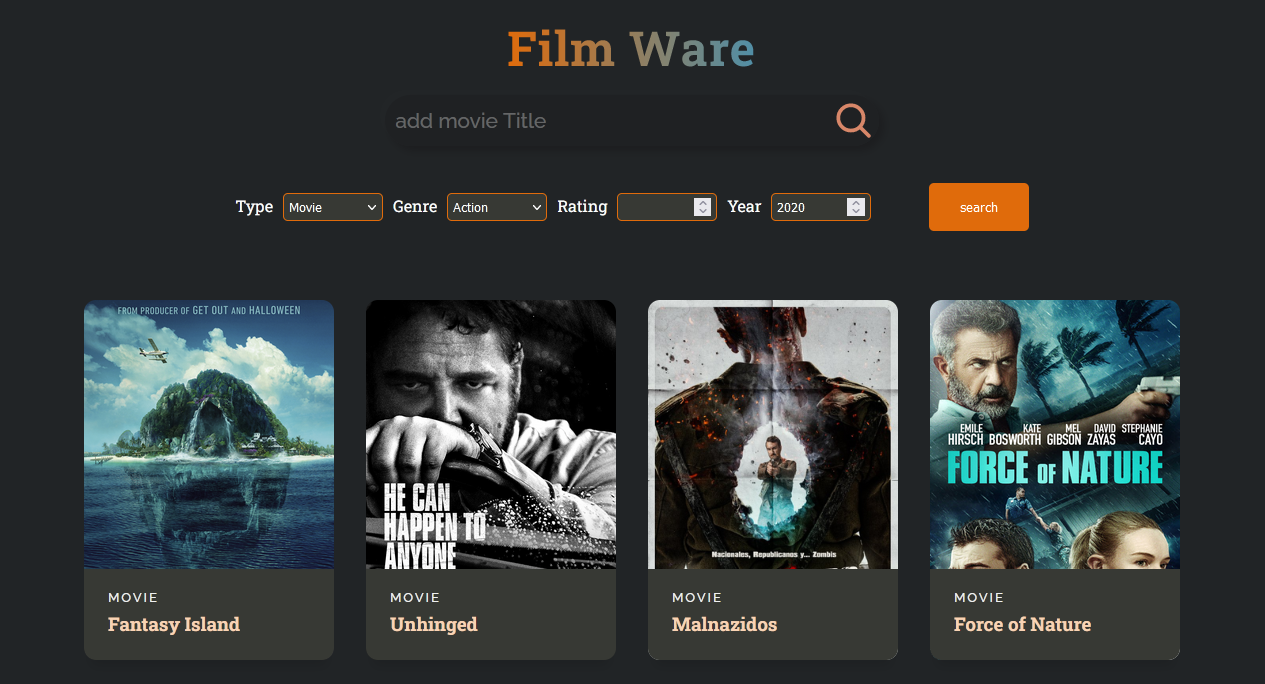 Film Ware
add movie Title
Type Movie Genre Action Rating Year 2020 search
FROM PRODUCER OF GET OUT AND HALLOWEEN
HE CAN
HAPPEN TO
ANYONE
Nacionales, Republicanos y... Zombis
EMILE HIRSCH KATE BOSWORTH MEL GIBSON DAVID ZAYAS STEPHANIE CAYO
FORCE OF NATURE
MOVIE
Fantasy Island
MOVIE
Unhinged
MOVIE
Malnazidos
MOVIE
Force of Nature